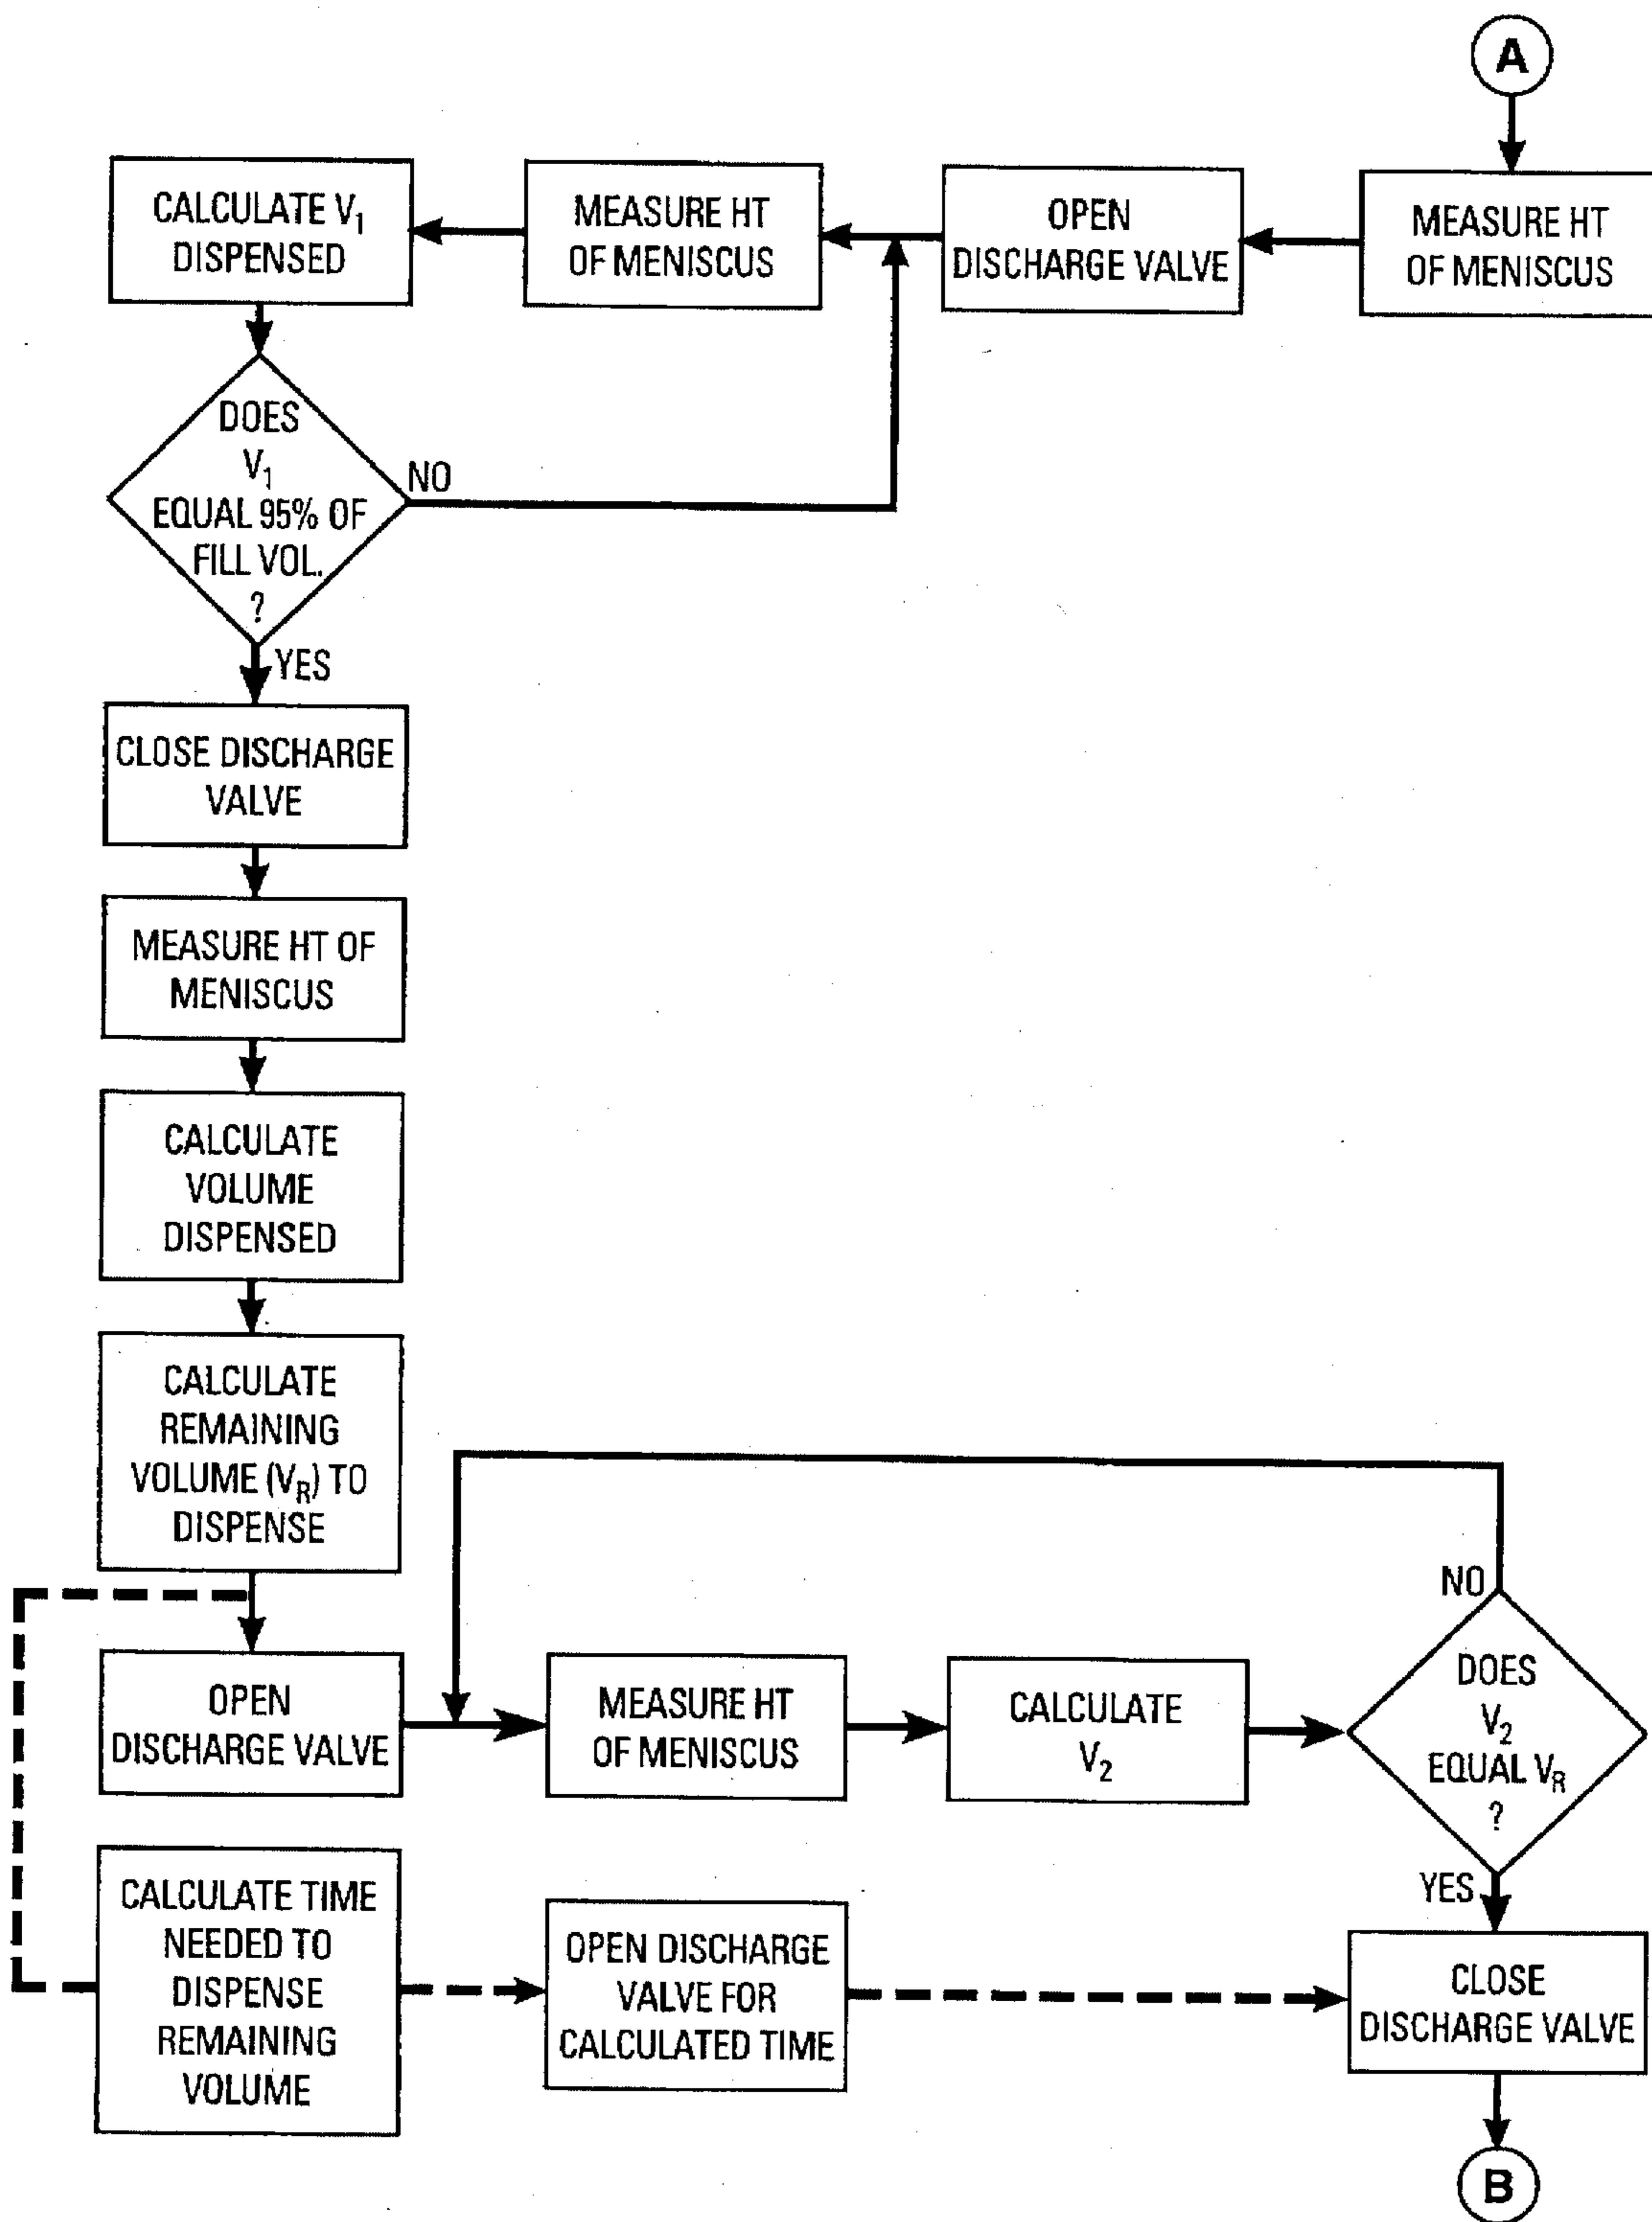 A
MEASURE HT
OF MENISCUS
OPEN
DISCHARGE VALVE
MEASURE HT
OF MENISCUS
CALCULATE V₁
DISPENSED
DOES
V₁
EQUAL 95% OF
FILL VOL.
?
NO
YES
CLOSE DISCHARGE
VALVE
MEASURE HT OF
MENISCUS
CALCULATE
VOLUME
DISPENSED
CALCULATE
REMAINING
VOLUME (V_R) TO
DISPENSE
OPEN
DISCHARGE VALVE
MEASURE HT
OF MENISCUS
CALCULATE
V₂
DOES
V₂
EQUAL V_R
?
NO
YES
CALCULATE TIME
NEEDED TO
DISPENSE
REMAINING
VOLUME
OPEN DISCHARGE
VALVE FOR
CALCULATED TIME
CLOSE
DISCHARGE VALVE
B